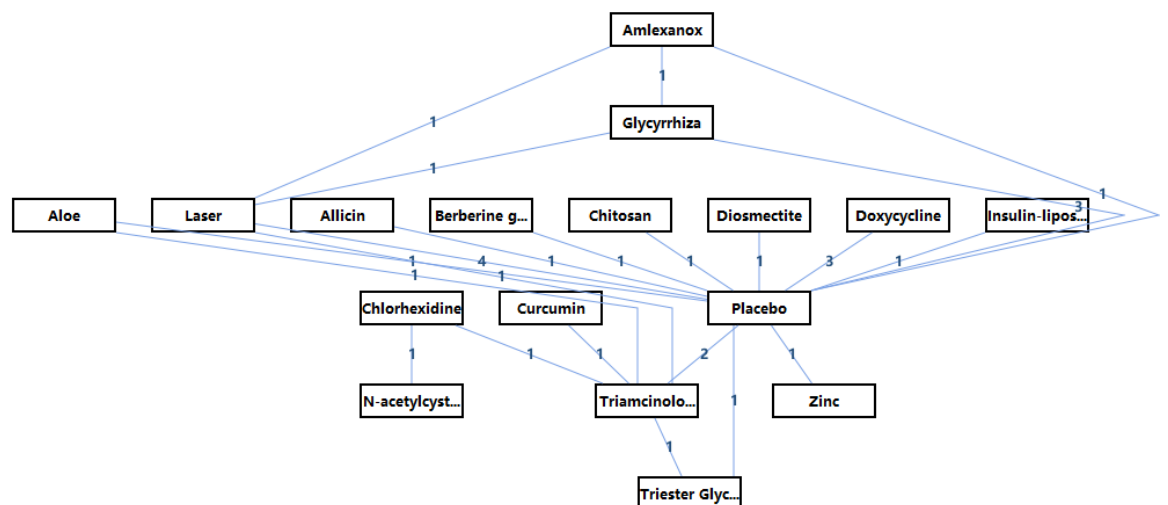 Amlexanox
1
1
Glycyrrhiza
1
1
3
Aloe
Laser
Allicin
Berberine g...
Chitosan
Diosmectite
Doxycycline
Insulin-lipos...
1
4
1
1
1
1
3
1
1
1
Chlorhexidine
Curcumin
Placebo
1
1
1
2
1
N-acetylcyst...
Triamcinolo...
Zinc
1
1
Triester Glyc...